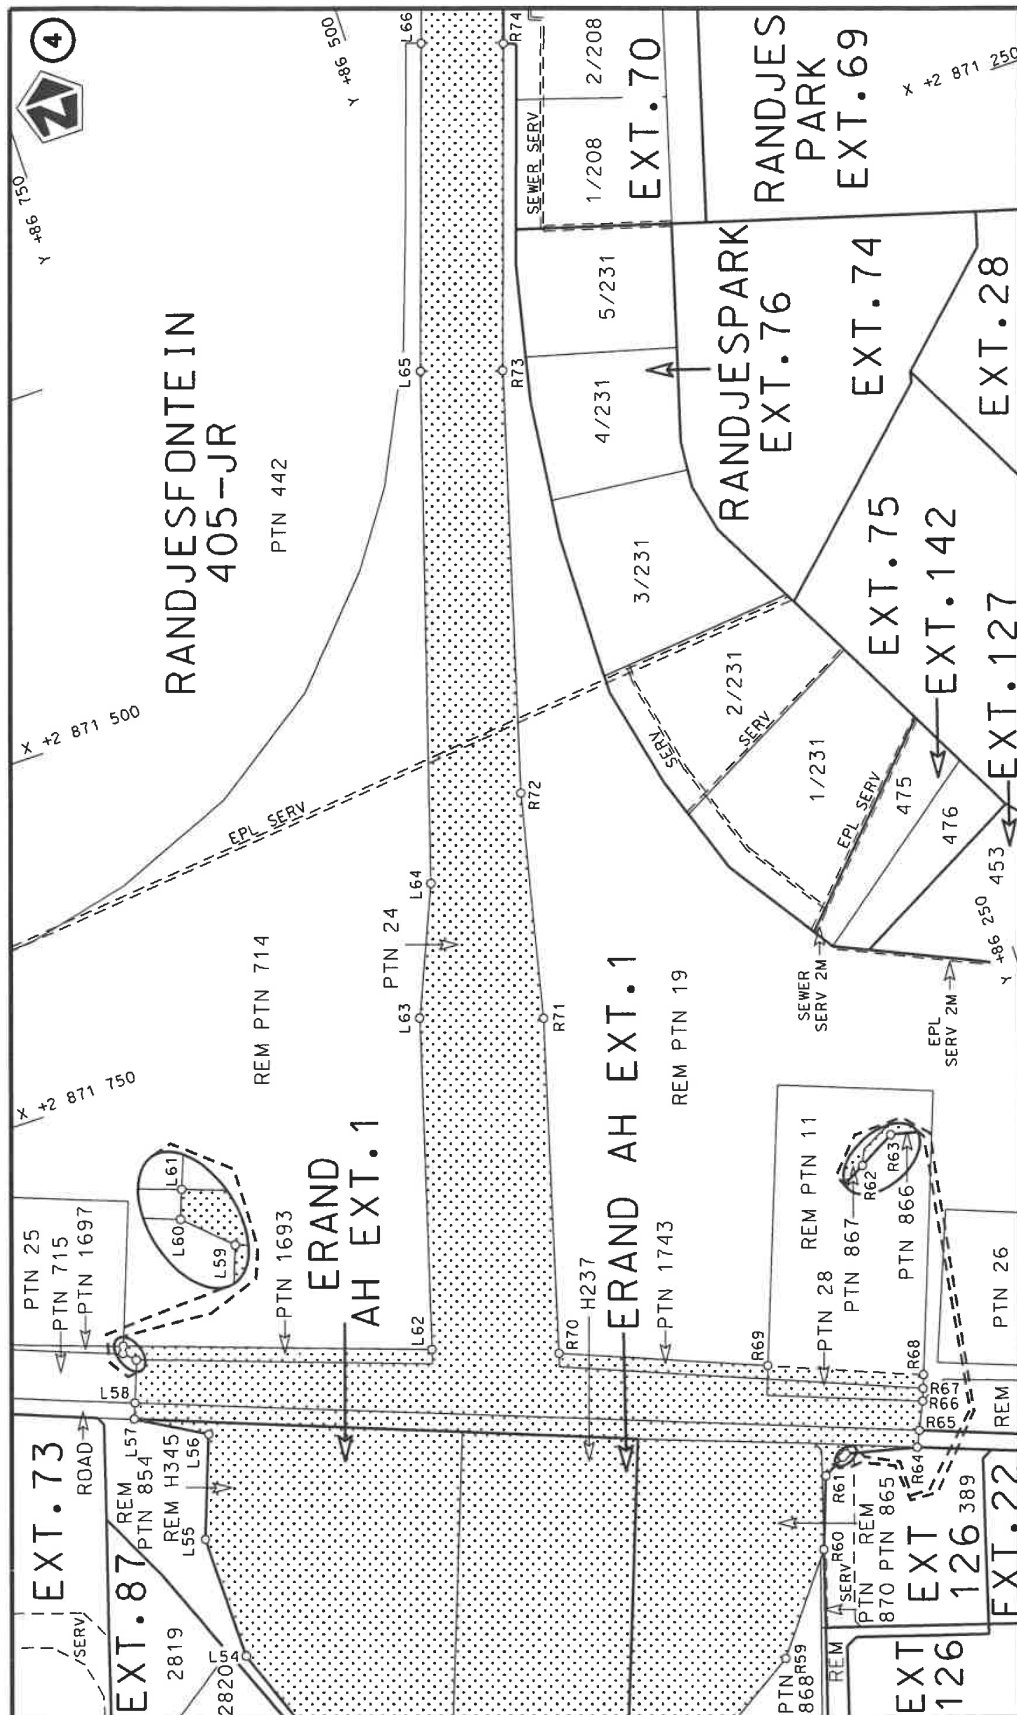 4
L66
R74
Y +86 500
2/208
SEWER SERV
1/208
EXT.70
RANDJES
PARK
EXT.69
X +2 871 250
Y +86 750
RANDJESFONTEIN
405-JR
PTN 442
L65
R73
5/231
4/231
3/231
RANDJESPARK
EXT.76
EXT.74
EXT.28
EXT.75
EXT.142
EXT.127
X +2 871 500
EPL SERV
L64
R72
2/231
SERV
SERV
1/231
EPL SERV
475
476
453
Y +86 250
SEWER
SERV 2M
EPL
SERV 2M
REM PTN 714
PTN 24
L63
R71
ERAND AH EXT.1
REM PTN 19
X +2 871 750
L61
L60
L59
PTN 25
PTN 715
PTN 1697
PTN 1693
ERAND
AH EXT.1
L62
R70
H237
PTN 1743
REM PTN 11
PTN 28
PTN 867
PTN 866
R62
R63
PTN 26
R69
R68
R67
R66
R65
R64
REM
L58
L57
L56
L55
L54
ROAD
EXT.73
REM
PTN 854
REM H345
EXT.87
SERV
2819
2820
R61
R60
R59
SERV
PTN REM
870 PTN 865
PTN
868
REM
EXT
126
389
EXT.22
EXT
126